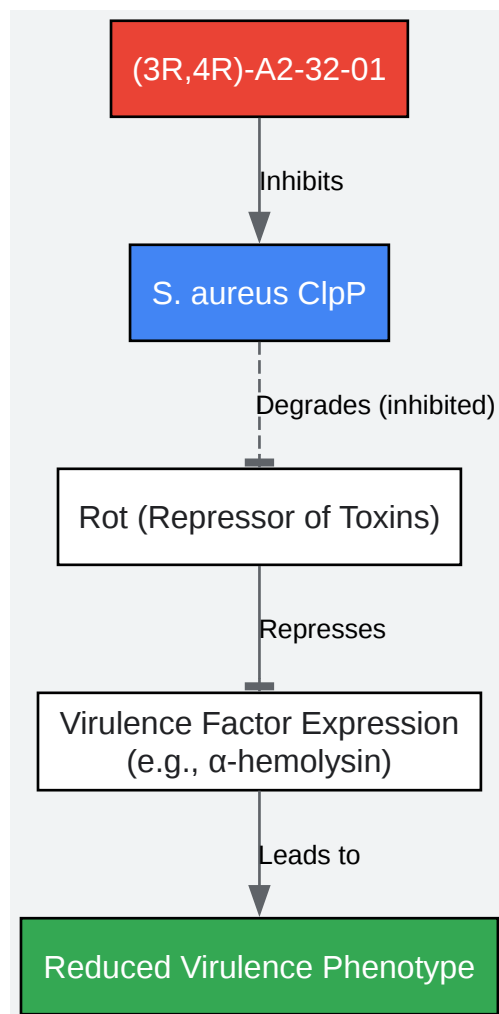 (3R,4R)-A2-32-01
Inhibits
S. aureus ClpP
Degrades (inhibited)
Rot (Repressor of Toxins)
Represses
Virulence Factor Expression
(e.g., α-hemolysin)
Leads to
Reduced Virulence Phenotype